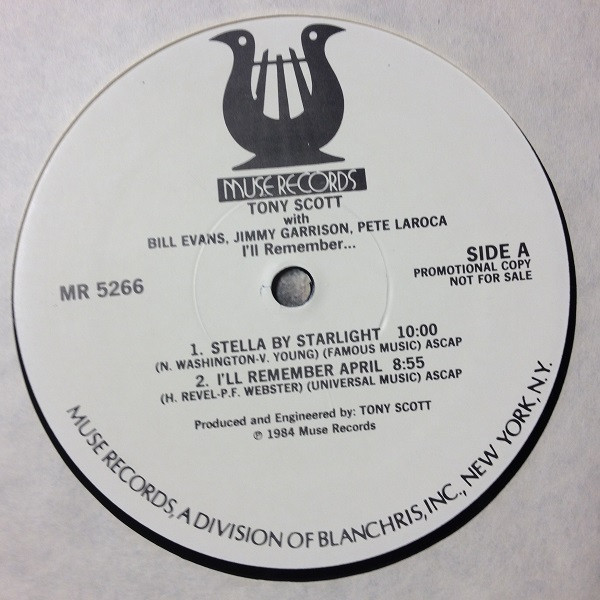 MUSE RECORDS
TONY SCOTT
with
BILL EVANS, JIMMY GARRISON, PETE LAROCA
I'll Remember...
MR 5266
SIDE A
PROMOTIONAL COPY
NOT FOR SALE
1. STELLA BY STARLIGHT 10:00
(N. WASHINGTON-V. YOUNG) (FAMOUS MUSIC) ASCAP
2. I'LL REMEMBER APRIL 8:55
(H. REVEL-P.F. WEBSTER) (UNIVERSAL MUSIC) ASCAP
Produced and Engineered by: TONY SCOTT
℗ 1984 Muse Records
MUSE RECORDS, A DIVISION OF BLANCHRIS, INC., NEW YORK, N.Y.